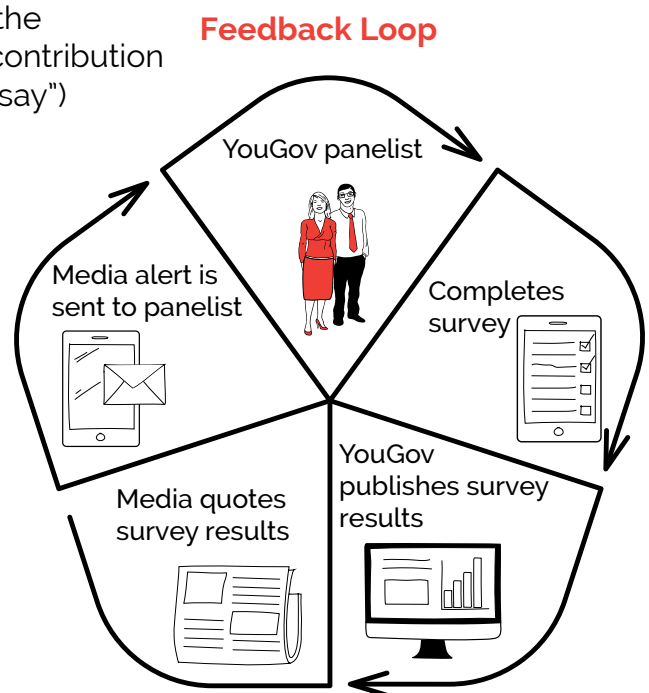 the
contribution
say”)
Feedback Loop
YouGov panelist
Completes
survey
YouGov
publishes survey
results
Media quotes
survey results
Media alert is
sent to panelist